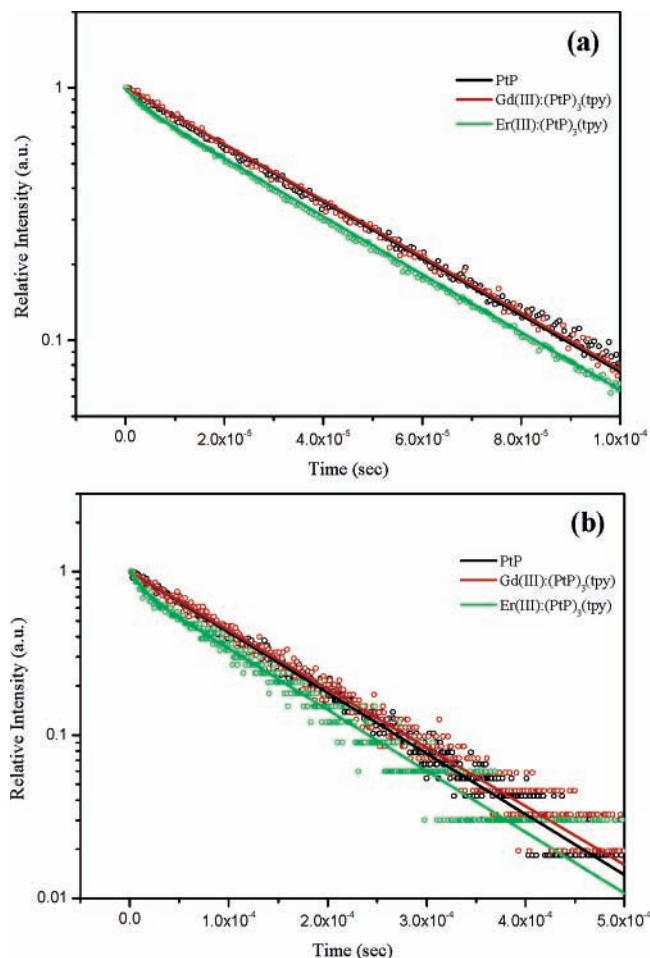 (a)
PtP
Gd(III):(PtP)₃(tpy)
Er(III):(PtP)₃(tpy)
Relative Intensity (a.u.)
1
0.1
0.0 2.0x10⁻⁵ 4.0x10⁻⁵ 6.0x10⁻⁵ 8.0x10⁻⁵ 1.0x10⁻⁴
Time (sec)
(b)
PtP
Gd(III):(PtP)₃(tpy)
Er(III):(PtP)₃(tpy)
Relative Intensity (a.u.)
1
0.1
0.01
0.0 1.0x10⁻⁴ 2.0x10⁻⁴ 3.0x10⁻⁴ 4.0x10⁻⁴ 5.0x10⁻⁴
Time (sec)